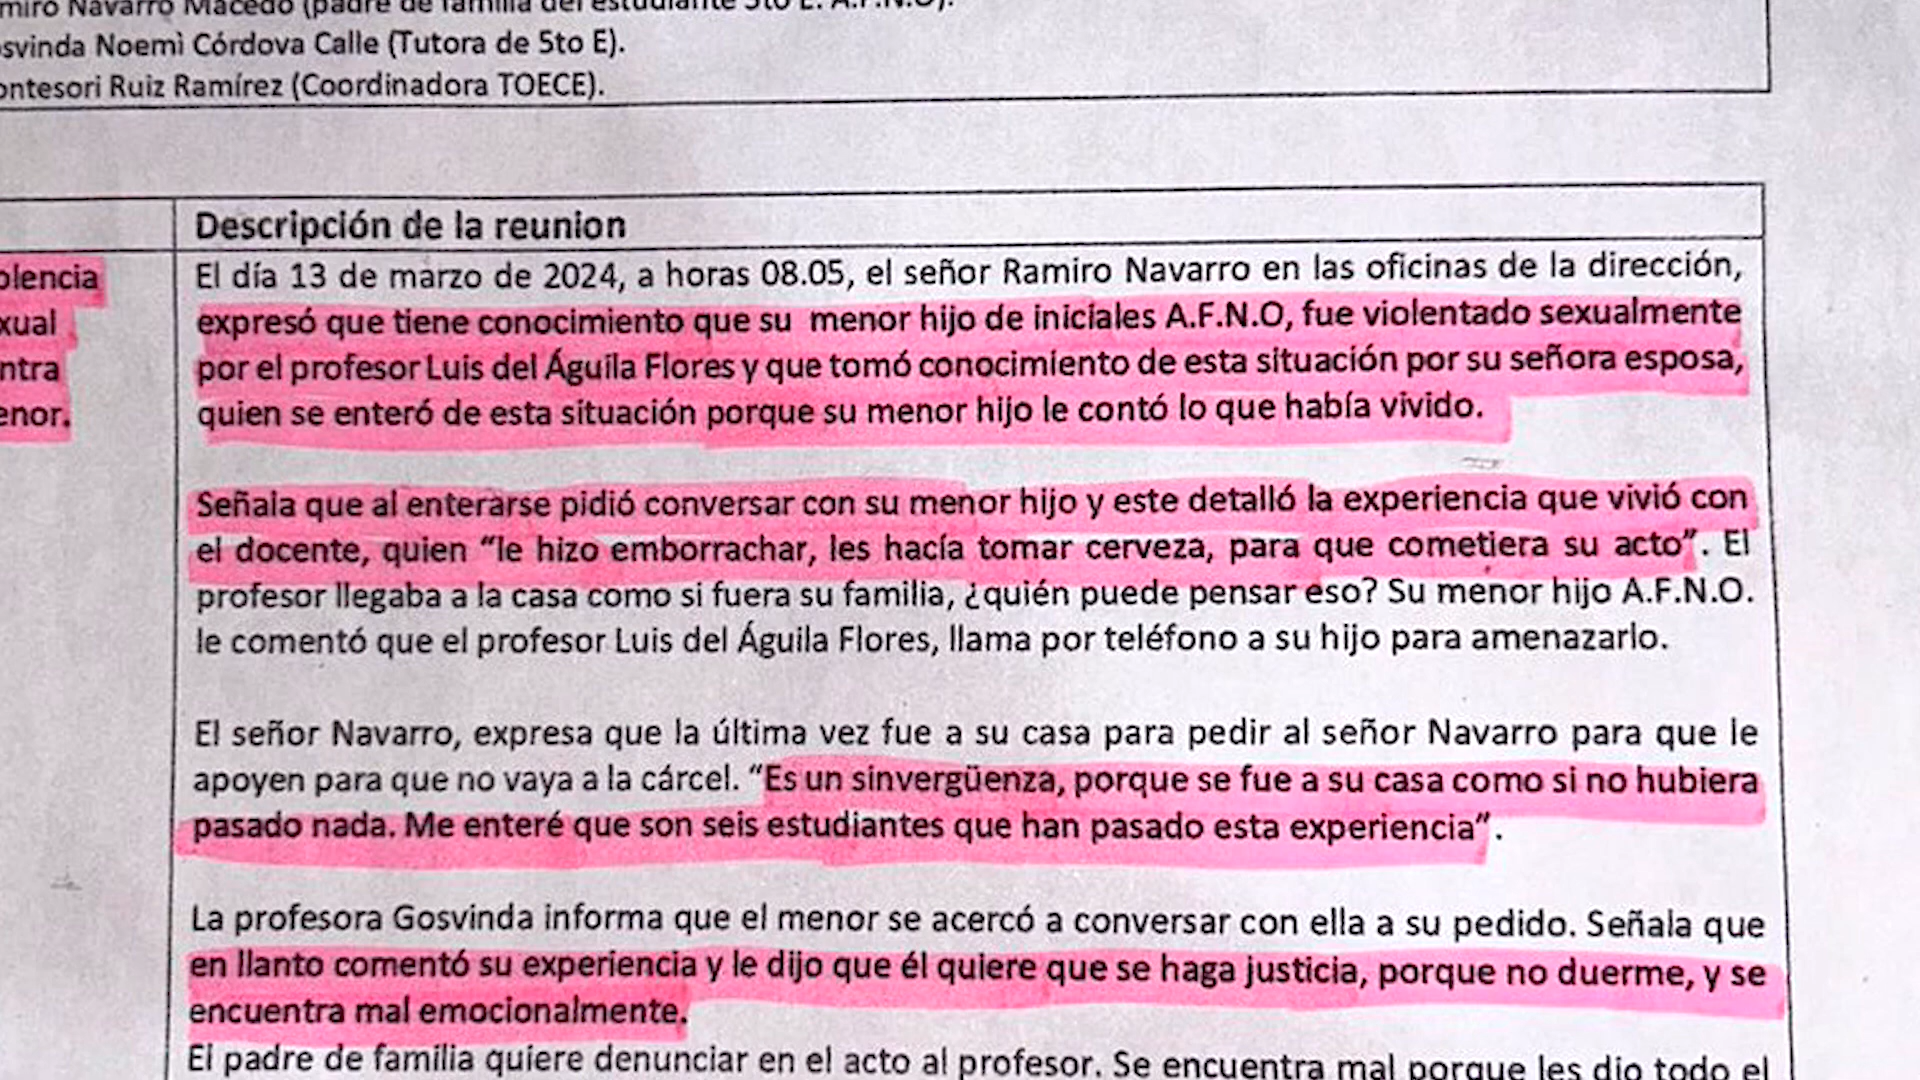 Navarro Macedo (padre de familia del estudiante 5to E. A.F.N.O).
Noemì Córdova Calle (Tutora de 5to E).
Ruiz Ramírez (Coordinadora TOECE).
Descripción de la reunion
El día 13 de marzo de 2024, a horas 08.05, el señor Ramiro Navarro en las oficinas de la dirección,
expresó que tiene conocimiento que su menor hijo de iniciales A.F.N.O, fue violentado sexualmente
por el profesor Luis del Águila Flores y que tomó conocimiento de esta situación por su señora esposa,
quien se enteró de esta situación porque su menor hijo le contó lo que había vivido.
Señala que al enterarse pidió conversar con su menor hijo y este detalló la experiencia que vivió con
el docente, quien “le hizo emborrachar, les hacía tomar cerveza, para que cometiera su acto”. El
profesor llegaba a la casa como si fuera su familia, ¿quién puede pensar eso? Su menor hijo A.F.N.O.
le comentó que el profesor Luis del Águila Flores, llama por teléfono a su hijo para amenazarlo.
El señor Navarro, expresa que la última vez fue a su casa para pedir al señor Navarro para que le
apoyen para que no vaya a la cárcel. “Es un sinvergüenza, porque se fue a su casa como si no hubiera
pasado nada. Me enteré que son seis estudiantes que han pasado esta experiencia”.
La profesora Gosvinda informa que el menor se acercó a conversar con ella a su pedido. Señala que
en llanto comentó su experiencia y le dijo que él quiere que se haga justicia, porque no duerme, y se
encuentra mal emocionalmente.
El padre de familia quiere denunciar en el acto al profesor. Se encuentra mal porque les dio todo el
olencia
xual
ntra
enor.